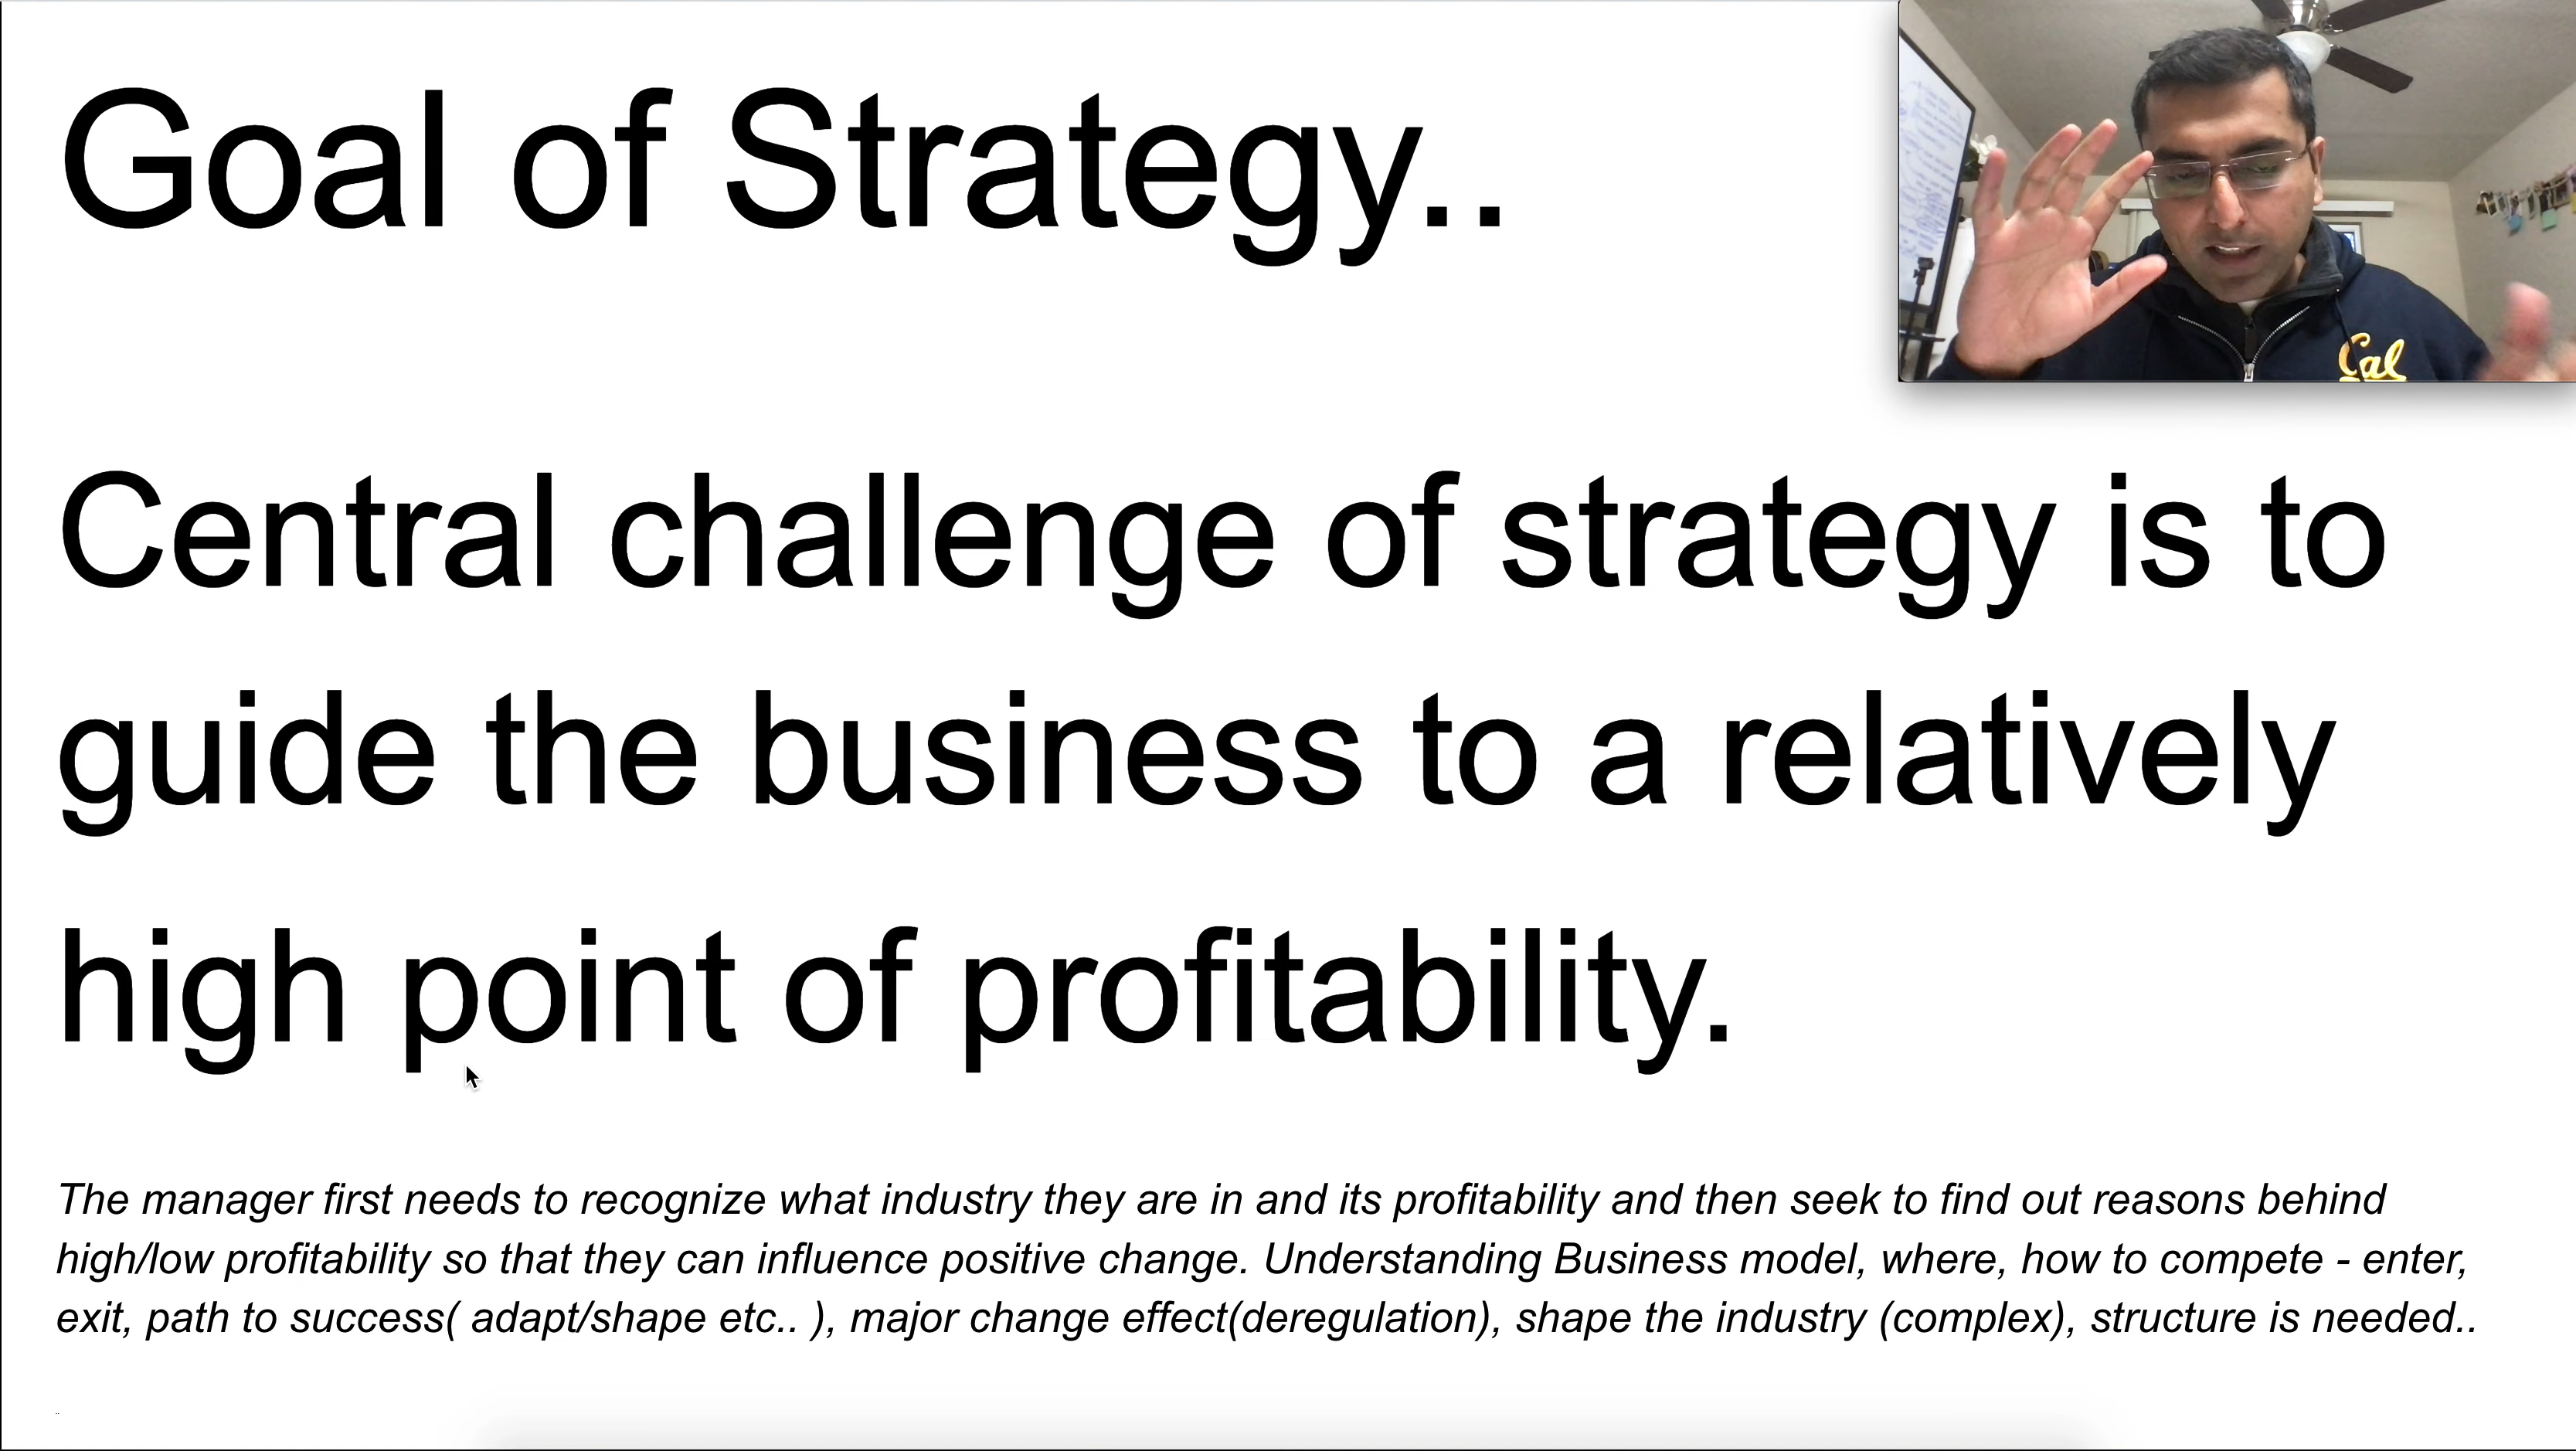 Goal of Strategy..
Cal
Central challenge of strategy is to
guide the business to a relatively
high point of profitability.
The manager first needs to recognize what industry they are in and its profitability and then seek to find out reasons behind
high/low profitability so that they can influence positive change. Understanding Business model, where, how to compete - enter,
exit, path to success( adapt/shape etc.. ), major change effect(deregulation), shape the industry (complex), structure is needed..